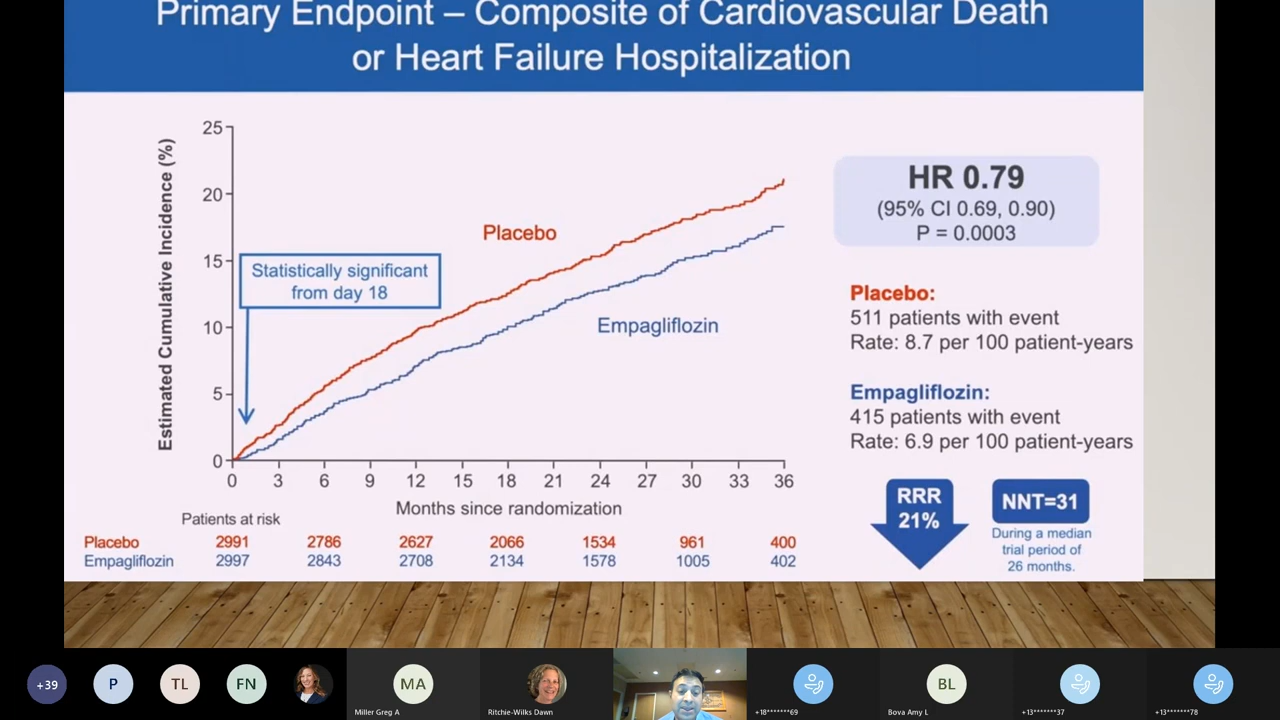 Primary Endpoint – Composite of Cardiovascular Death
or Heart Failure Hospitalization
Estimated Cumulative Incidence (%)
25
20
15
10
5
0
Placebo
Empagliflozin
Statistically significant
from day 18
0 3 6 9 12 15 18 21 24 27 30 33 36
Months since randomization
Patients at risk
Placebo 2991 2786 2627 2066 1534 961 400
Empagliflozin 2997 2843 2708 2134 1578 1005 402
HR 0.79
(95% CI 0.69, 0.90)
P = 0.0003
Placebo:
511 patients with event
Rate: 8.7 per 100 patient-years
Empagliflozin:
415 patients with event
Rate: 6.9 per 100 patient-years
RRR
21%
NNT=31
During a median
trial period of
26 months.
+39
P
TL
FN
MA
Miller Greg A
Ritchie-Wilks Dawn
+18*******69
BL
Bova Amy L
+13*******37
+13*******78